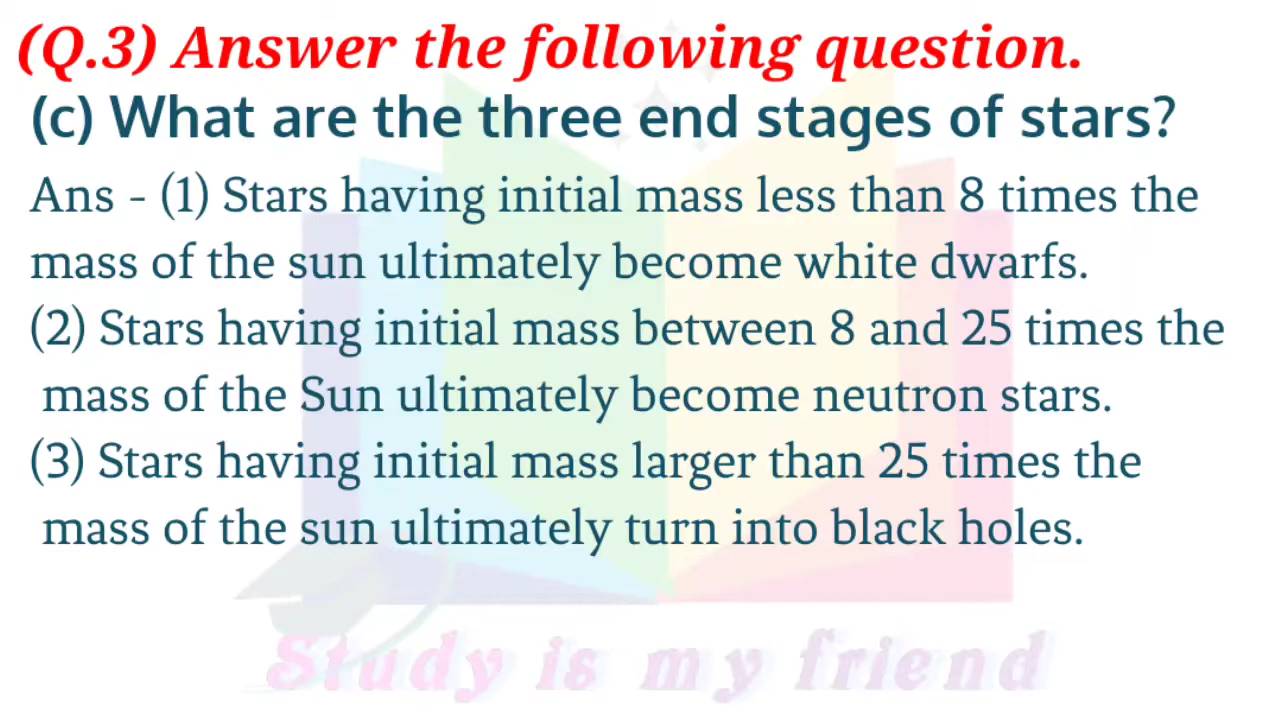 (Q.3) Answer the following question.
(c) What are the three end stages of stars?
Ans - (1) Stars having initial mass less than 8 times the
mass of the sun ultimately become white dwarfs.
(2) Stars having initial mass between 8 and 25 times the
mass of the Sun ultimately become neutron stars.
(3) Stars having initial mass larger than 25 times the
mass of the sun ultimately turn into black holes.
Study is my friend